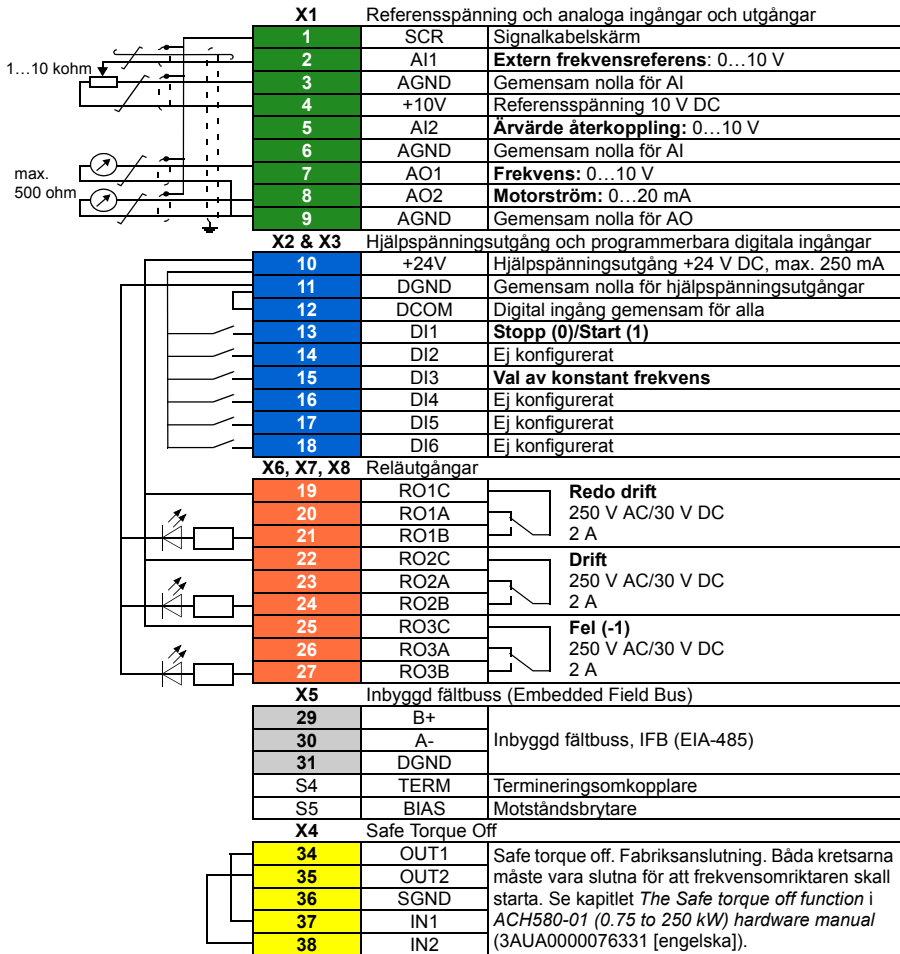 X1 Referensspänning och analoga ingångar och utgångar
1 SCR Signalkabelskärm
1…10 kohm
2 AI1 Extern frekvensreferens: 0…10 V
3 AGND Gemensam nolla för AI
4 +10V Referensspänning 10 V DC
5 AI2 Ärvärde återkoppling: 0…10 V
6 AGND Gemensam nolla för AI
max.
500 ohm
7 AO1 Frekvens: 0…10 V
8 AO2 Motorström: 0…20 mA
9 AGND Gemensam nolla för AO
X2 & X3 Hjälpspänningsutgång och programmerbara digitala ingångar
10 +24V Hjälpspänningsutgång +24 V DC, max. 250 mA
11 DGND Gemensam nolla för hjälpspänningsutgångar
12 DCOM Digital ingång gemensam för alla
13 DI1 Stopp (0)/Start (1)
14 DI2 Ej konfigurerat
15 DI3 Val av konstant frekvens
16 DI4 Ej konfigurerat
17 DI5 Ej konfigurerat
18 DI6 Ej konfigurerat
X6, X7, X8 Reläutgångar
19 RO1C Redo drift
20 RO1A 250 V AC/30 V DC
21 RO1B 2 A
22 RO2C Drift
23 RO2A 250 V AC/30 V DC
24 RO2B 2 A
25 RO3C Fel (-1)
26 RO3A 250 V AC/30 V DC
27 RO3B 2 A
X5 Inbyggd fältbuss (Embedded Field Bus)
29 B+
30 A- Inbyggd fältbuss, IFB (EIA-485)
31 DGND
S4 TERM Termineringsomkopplare
S5 BIAS Motståndsbrytare
X4 Safe Torque Off
34 OUT1 Safe torque off. Fabriksanslutning. Båda kretsarna
35 OUT2 måste vara slutna för att frekvensomriktaren skall
36 SGND starta. Se kapitlet The Safe torque off function i
37 IN1 ACH580-01 (0.75 to 250 kW) hardware manual
38 IN2 (3AUA0000076331 [engelska]).